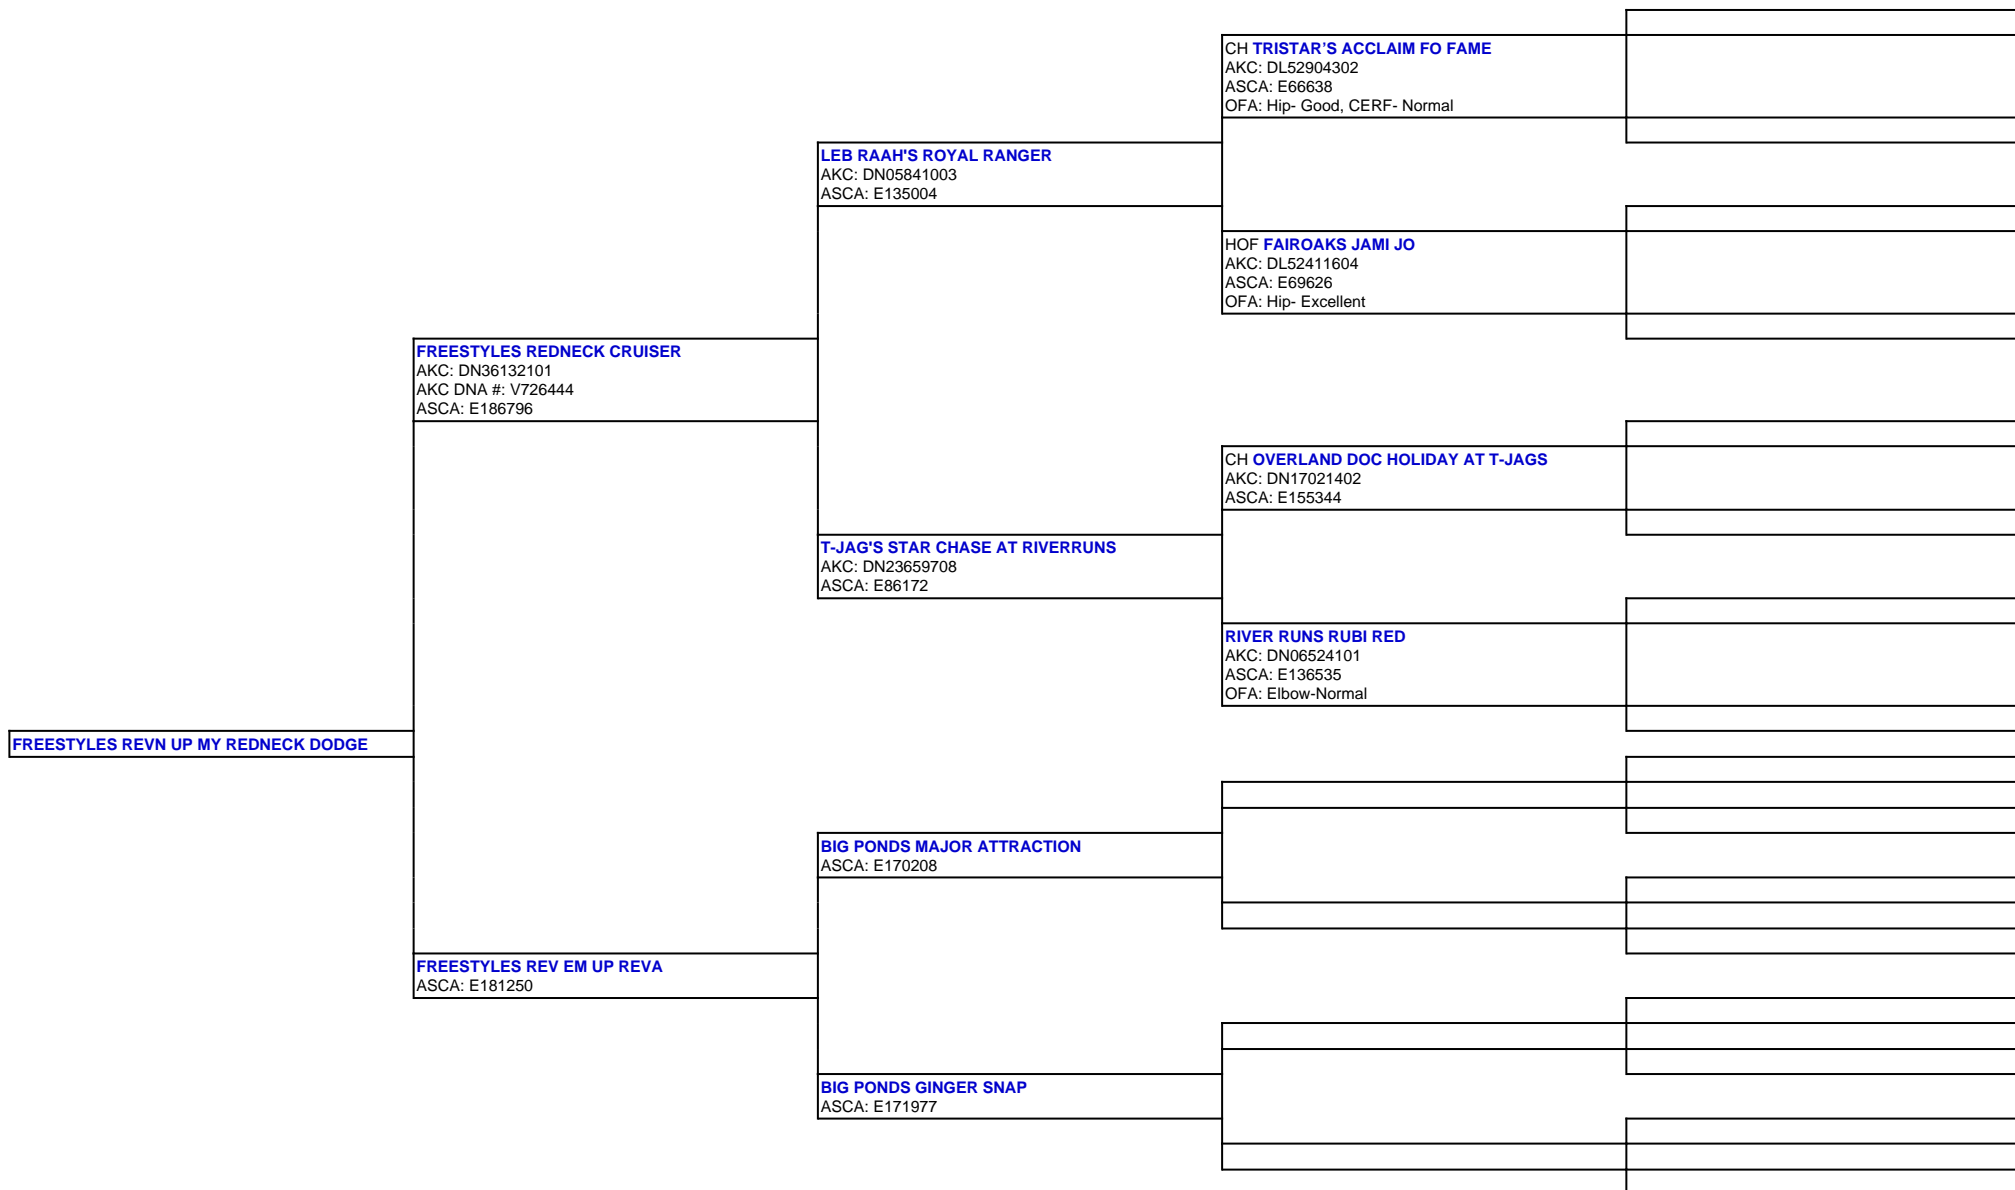 CH TRISTAR’S ACCLAIM FO FAME
AKC: DL52904302
ASCA: E66638
OFA: Hip- Good, CERF- Normal
LEB RAAH'S ROYAL RANGER
AKC: DN05841003
ASCA: E135004
HOF FAIROAKS JAMI JO
AKC: DL52411604
ASCA: E69626
OFA: Hip- Excellent
FREESTYLES REDNECK CRUISER
AKC: DN36132101
AKC DNA #: V726444
ASCA: E186796
CH OVERLAND DOC HOLIDAY AT T-JAGS
AKC: DN17021402
ASCA: E155344
T-JAG'S STAR CHASE AT RIVERRUNS
AKC: DN23659708
ASCA: E86172
RIVER RUNS RUBI RED
AKC: DN06524101
ASCA: E136535
OFA: Elbow-Normal
FREESTYLES REVN UP MY REDNECK DODGE
BIG PONDS MAJOR ATTRACTION
ASCA: E170208
FREESTYLES REV EM UP REVA
ASCA: E181250
BIG PONDS GINGER SNAP
ASCA: E171977